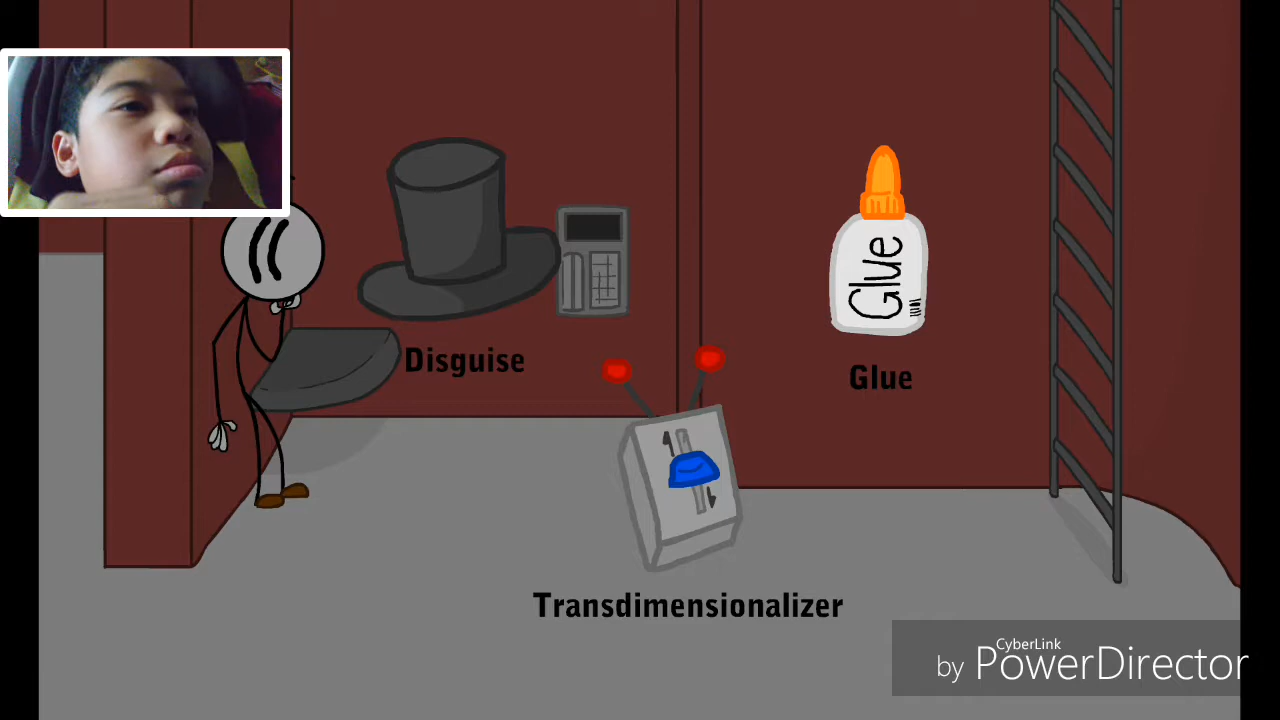 Glue
Disguise
Glue
Transdimensionalizer
CyberLink
by PowerDirector